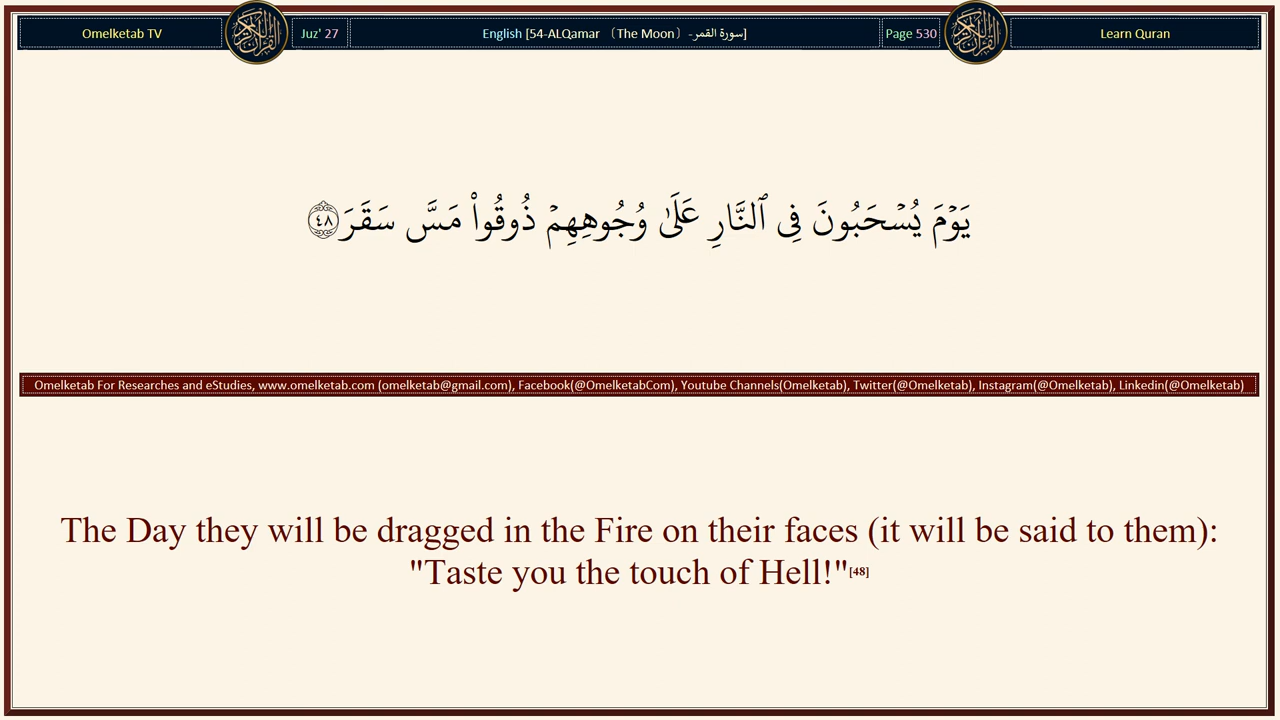 Omelketab TV
Juz' 27
English [54-ALQamar （The Moon） -سورة القمر]
Page 530
Learn Quran
يَوۡمَ يُسۡحَبُونَ فِي ٱلنَّارِ عَلَىٰ وُجُوهِهِمۡ ذُوقُواْ مَسَّ سَقَرَ ٤٨
Omelketab For Researches and eStudies, www.omelketab.com (omelketab@gmail.com), Facebook(@OmelketabCom), Youtube Channels(Omelketab), Twitter(@Omelketab), Instagram(@Omelketab), Linkedin(@Omelketab)
The Day they will be dragged in the Fire on their faces (it will be said to them):
"Taste you the touch of Hell!"[48]